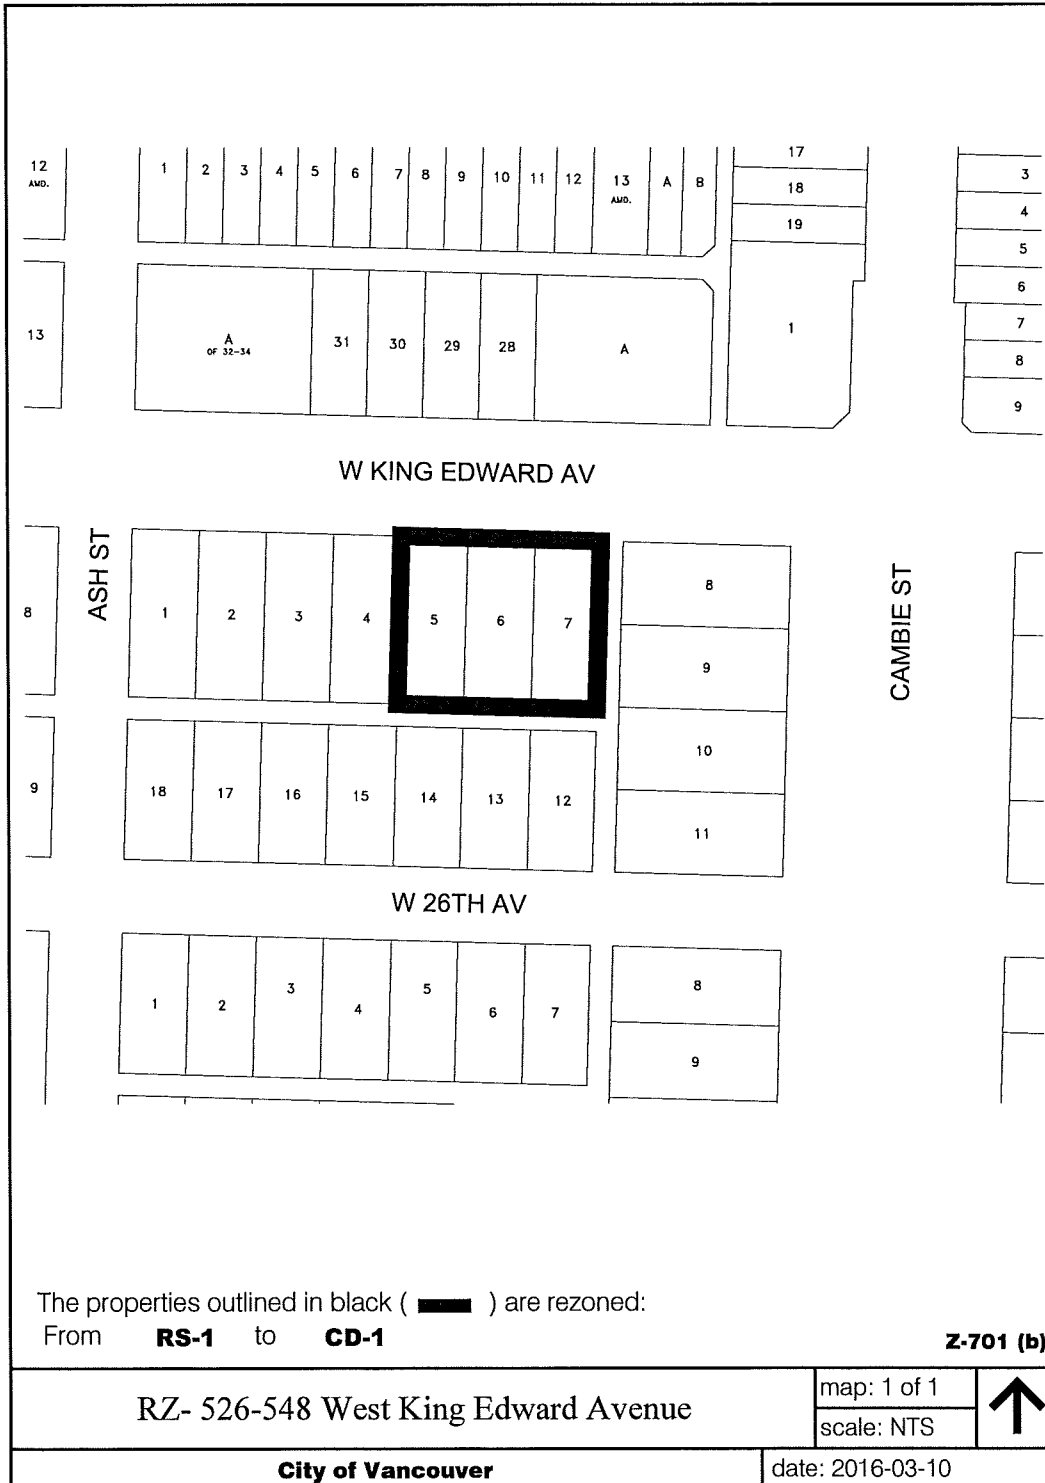 12 1 2 3 4 5 6 7 8 9 10 11 12 13 A B 17 3
AMD. AMD. 18 4
19 5
6
13 A 31 30 29 28 A 1 7
OF 32-34 8
9
W KING EDWARD AV
ASH ST
CAMBIE ST
8 1 2 3 4 5 6 7 8
9
10
9 18 17 16 15 14 13 12
11
W 26TH AV
1 2 3 4 5 6 7 8
9
The properties outlined in black ( ) are rezoned:
From RS-1 to CD-1
Z-701 (b)
RZ- 526-548 West King Edward Avenue
map: 1 of 1
scale: NTS
City of Vancouver
date: 2016-03-10